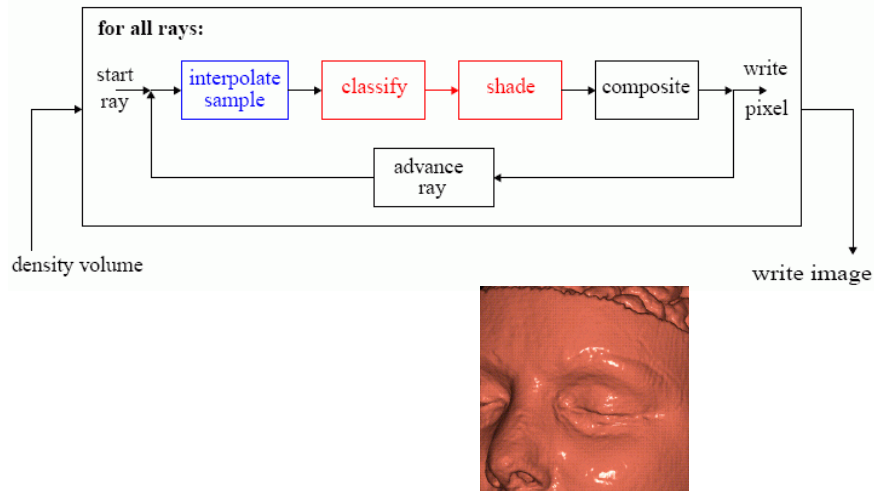 for all rays:
start
ray
interpolate
sample
classify
shade
composite
write
pixel
advance
ray
density volume
write image